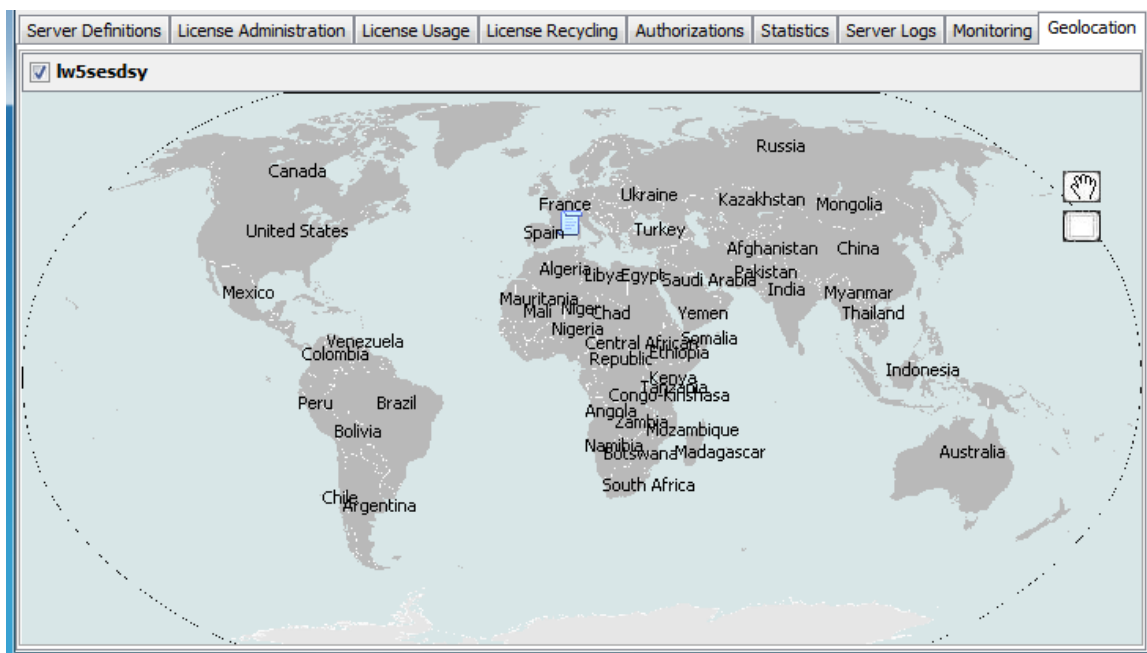 Server Definitions License Administration License Usage License Recycling Authorizations Statistics Server Logs Monitoring Geolocation
lw5sesdsy
Russia
Canada
Ukraine
France Kazakhstan Mongolia
United States Spain Turkey
Afghanistan China
Algeria Libya Egypt Saudi Arabia Pakistan
Mexico India Myanmar
Mauritania
Mali Niger Chad Yemen Thailand
Nigeria
Venezuela Central African Somalia
Colombia Republic Ethiopia
Indonesia
Kenya
Tanzania
Congo-Kinshasa
Peru Brazil Angola
Zambia
Bolivia Mozambique
Namibia
Botswana Madagascar Australia
South Africa
Chile
Argentina